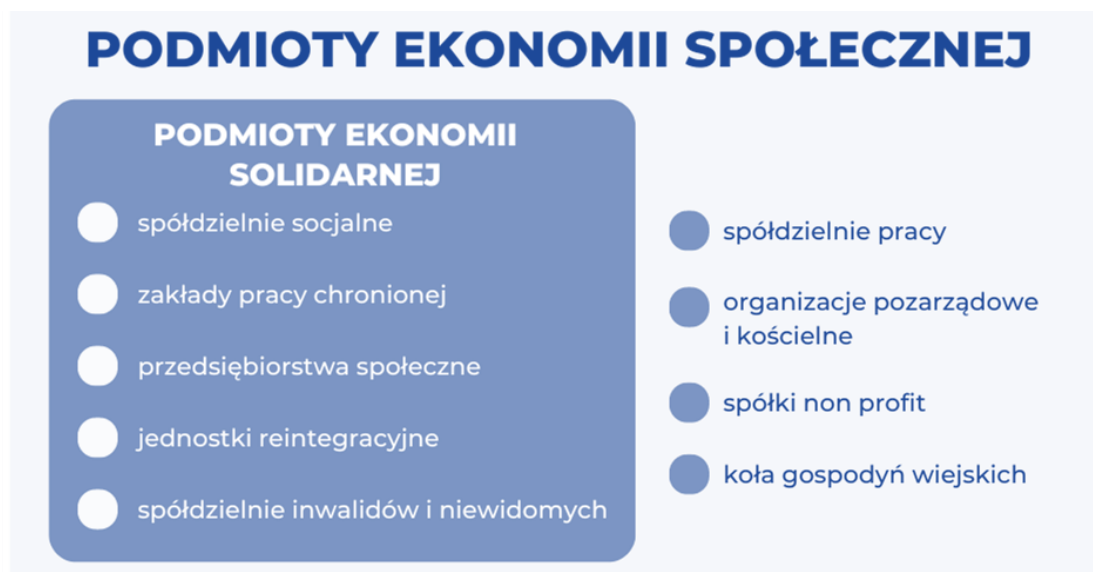 PODMIOTY EKONOMII SPOŁECZNEJ
PODMIOTY EKONOMII
SOLIDARNEJ
spółdzielnie socjalne
zakłady pracy chronionej
przedsiębiorstwa społeczne
jednostki reintegracyjne
spółdzielnie inwalidów i niewidomych
spółdzielnie pracy
organizacje pozarządowe
i kościelne
spółki non profit
koła gospodyń wiejskich